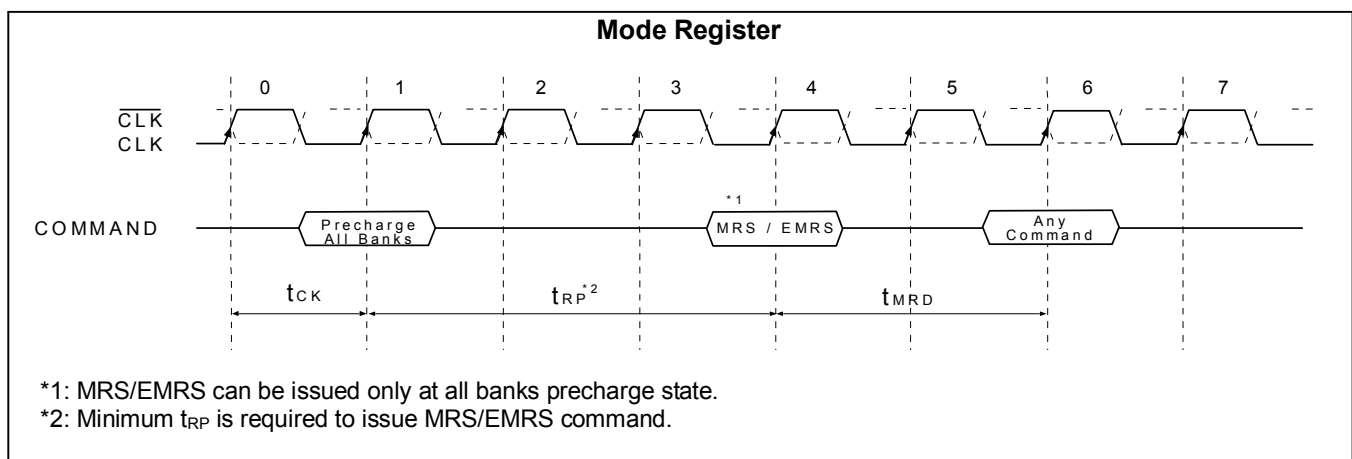 Mode Register
0 1 2 3 4 5 6 7
CLK
CLK
*1
COMMAND
Precharge
All Banks
MRS / EMRS
Any
Command
tCK
tRP*2
tMRD
*1: MRS/EMRS can be issued only at all banks precharge state.
*2: Minimum tRP is required to issue MRS/EMRS command.